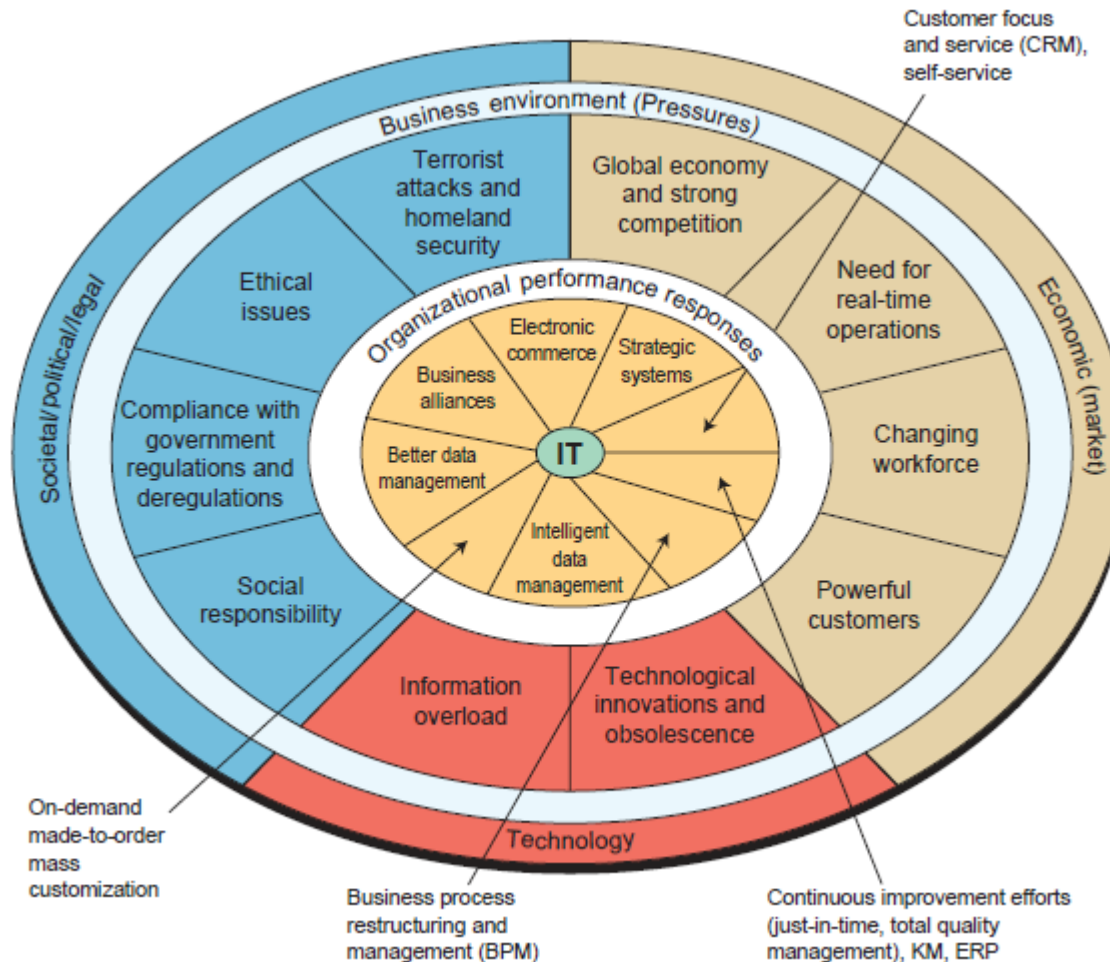 Customer focus
and service (CRM),
self-service
Business environment (Pressures)
Terrorist
attacks and
homeland
security
Global economy
and strong
competition
Ethical
issues
Need for
real-time
operations
Societal/political/legal
Economic (market)
Organizational performance responses
Electronic
commerce
Strategic
systems
Business
alliances
Compliance with
government
regulations and
deregulations
Better data
management
IT
Changing
workforce
Intelligent
data
management
Social
responsibility
Powerful
customers
Information
overload
Technological
innovations and
obsolescence
Technology
On-demand
made-to-order
mass
customization
Business process
restructuring and
management (BPM)
Continuous improvement efforts
(just-in-time, total quality
management), KM, ERP